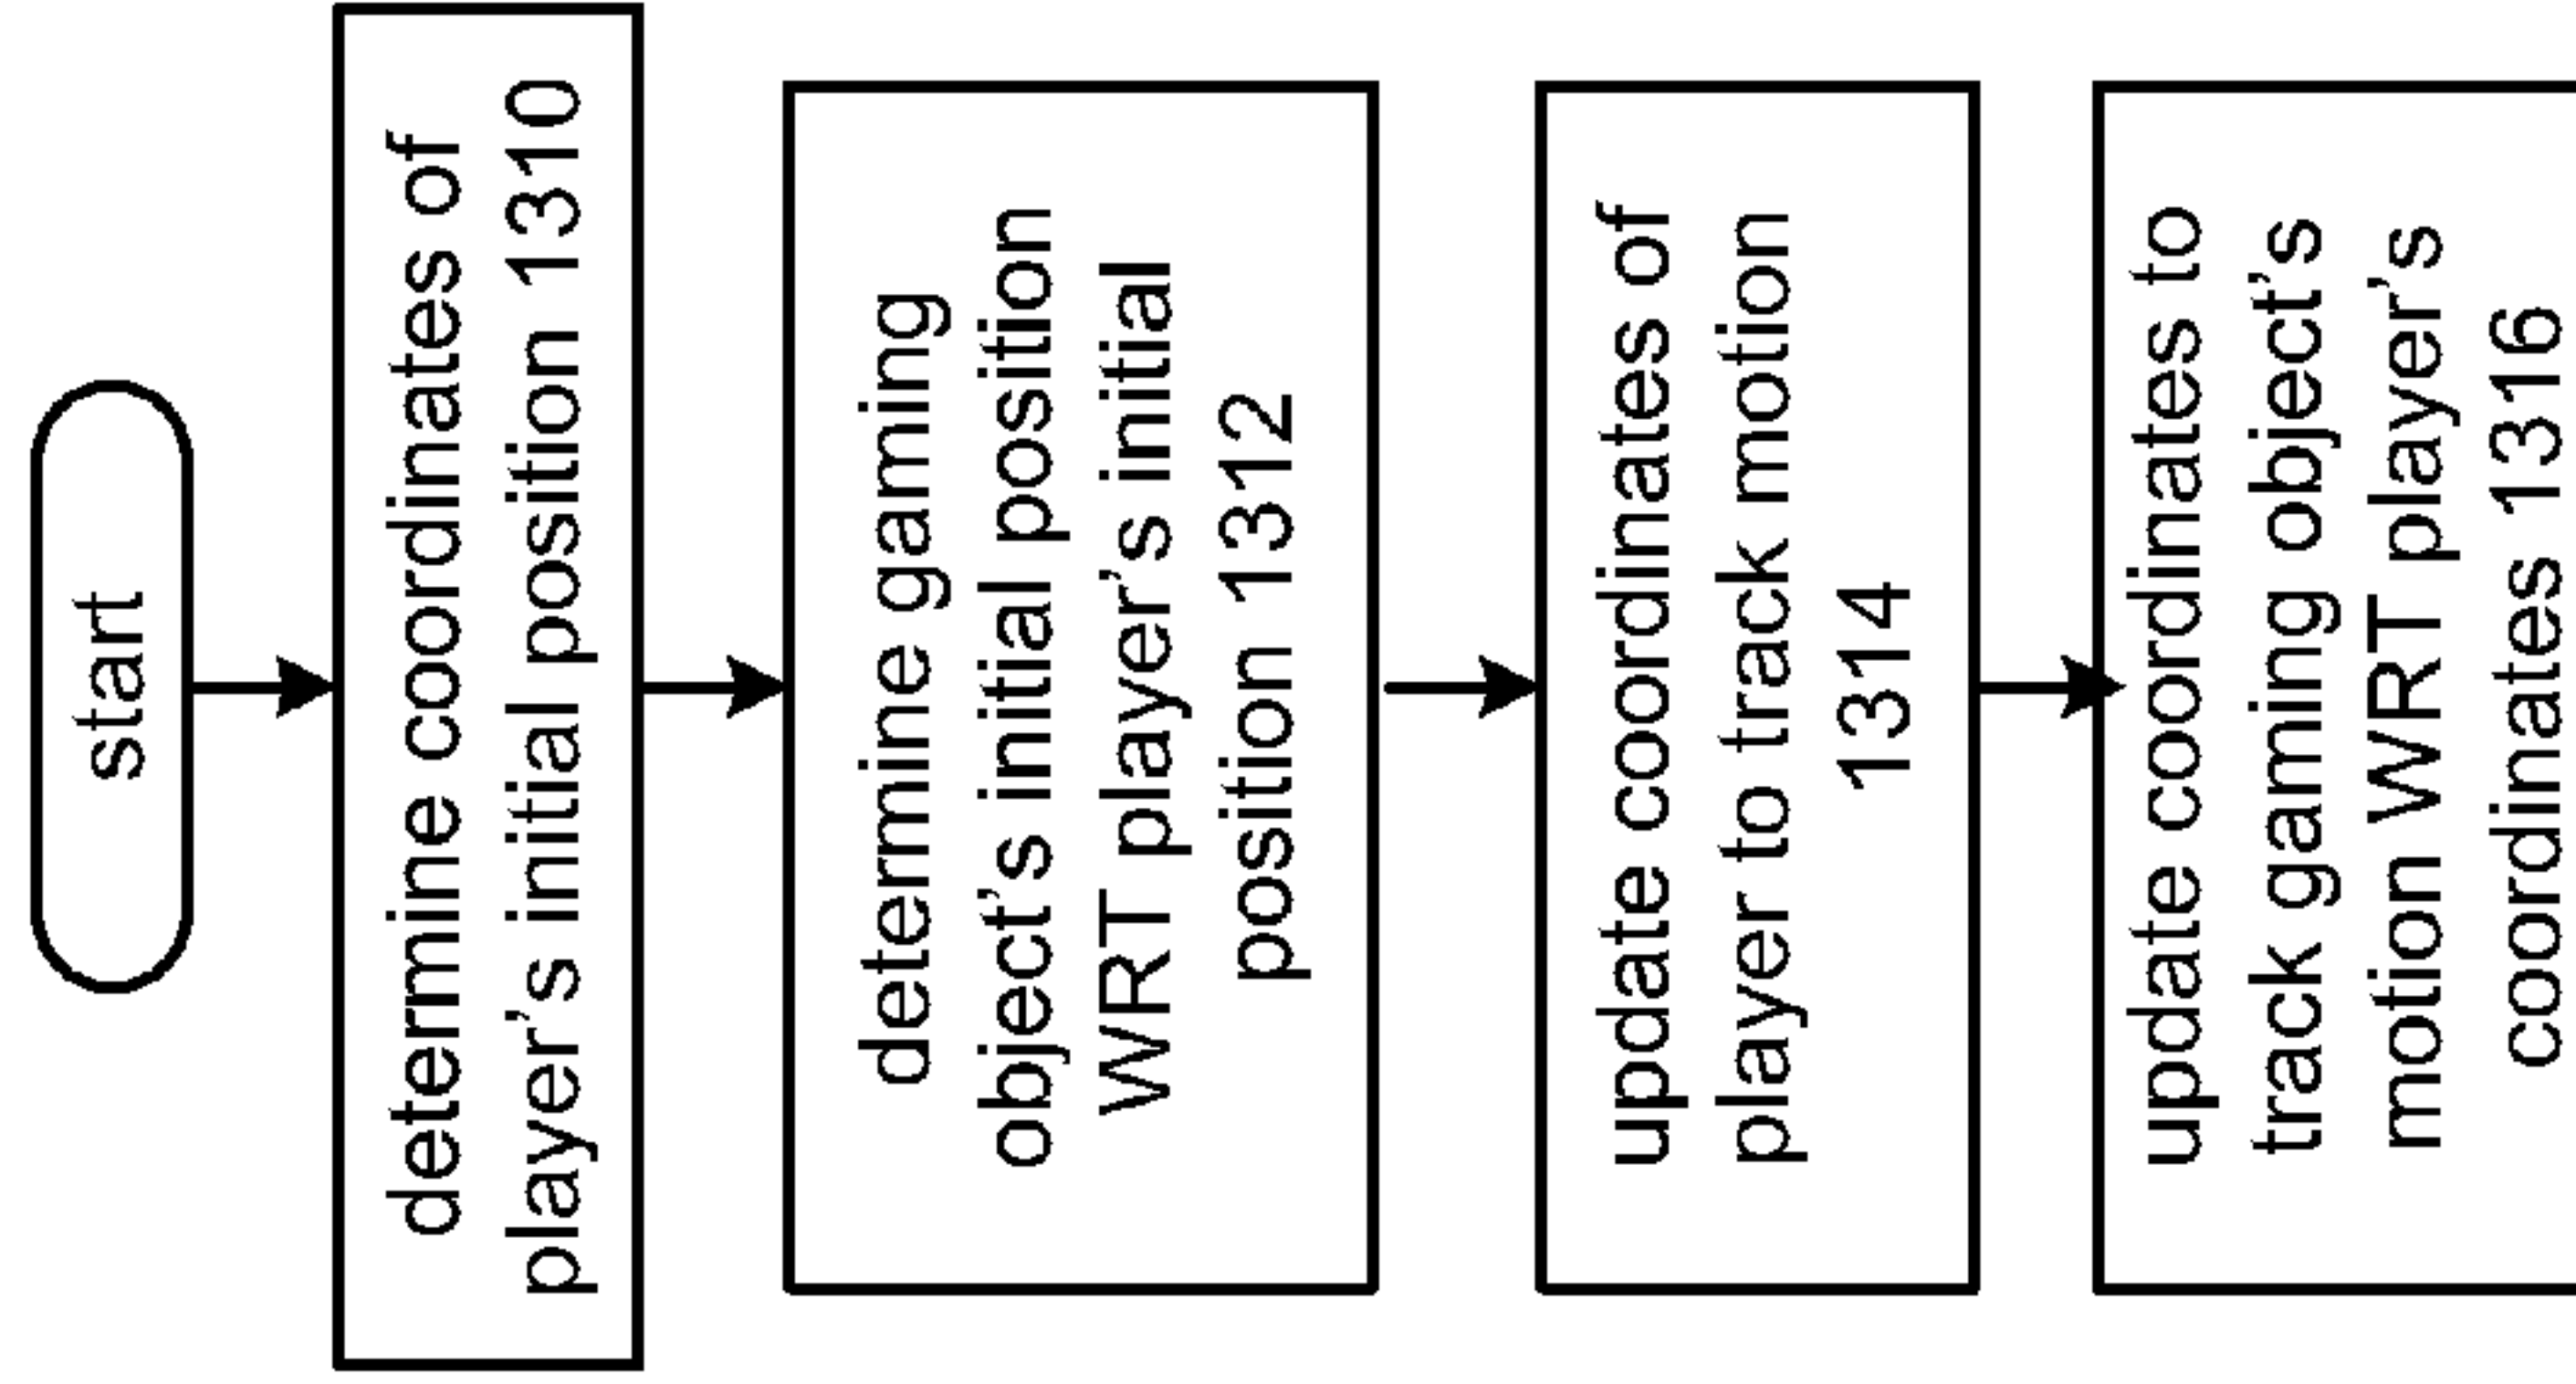 start
determine coordinates of
player's initial position 1310
determine gaming
object's initial position
WRT player's initial
position 1312
update coordinates of
player to track motion
1314
update coordinates to
track gaming object's
motion WRT player's
coordinates 1316